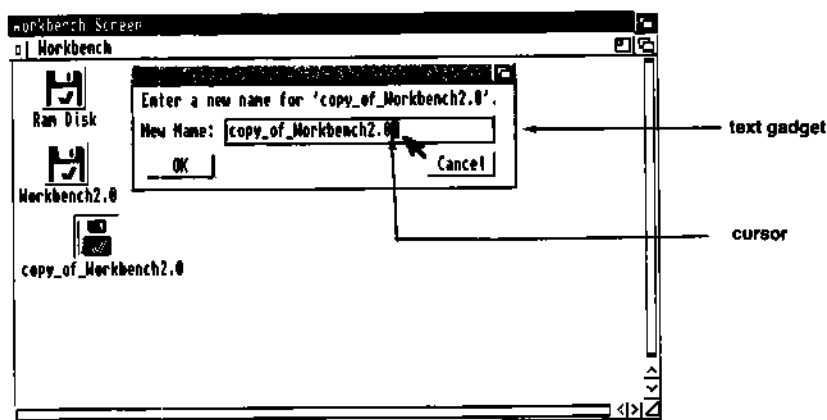 Workbench Screen
Workbench
Ram Disk
Workbench2.0
copy_of_Workbench2.0
Enter a new name for 'copy_of_Workbench2.0'.
New Name: copy_of_Workbench2.0
OK
Cancel
text gadget
cursor